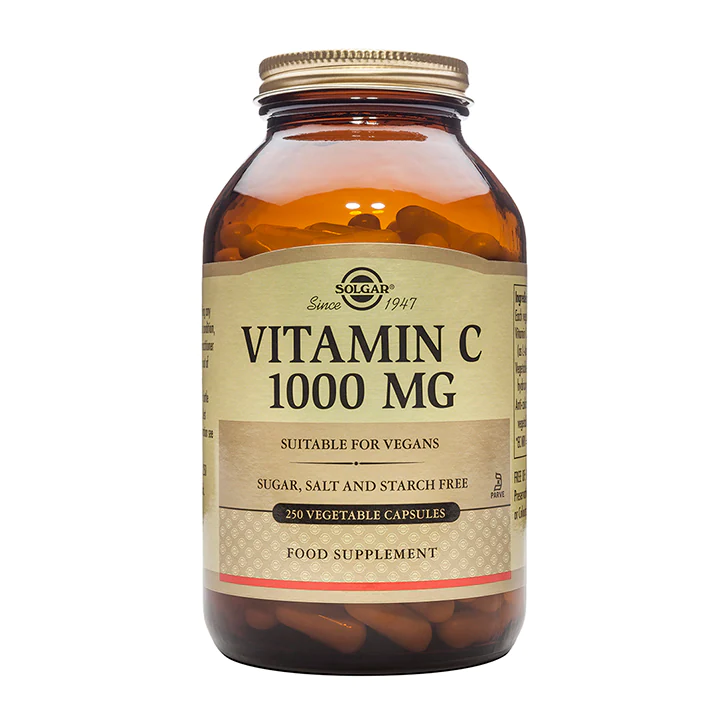 SOLGAR®
Since 1947
VITAMIN C
1000 MG
SUITABLE FOR VEGANS
SUGAR, SALT AND STARCH FREE
PARVE
250 VEGETABLE CAPSULES
FOOD SUPPLEMENT